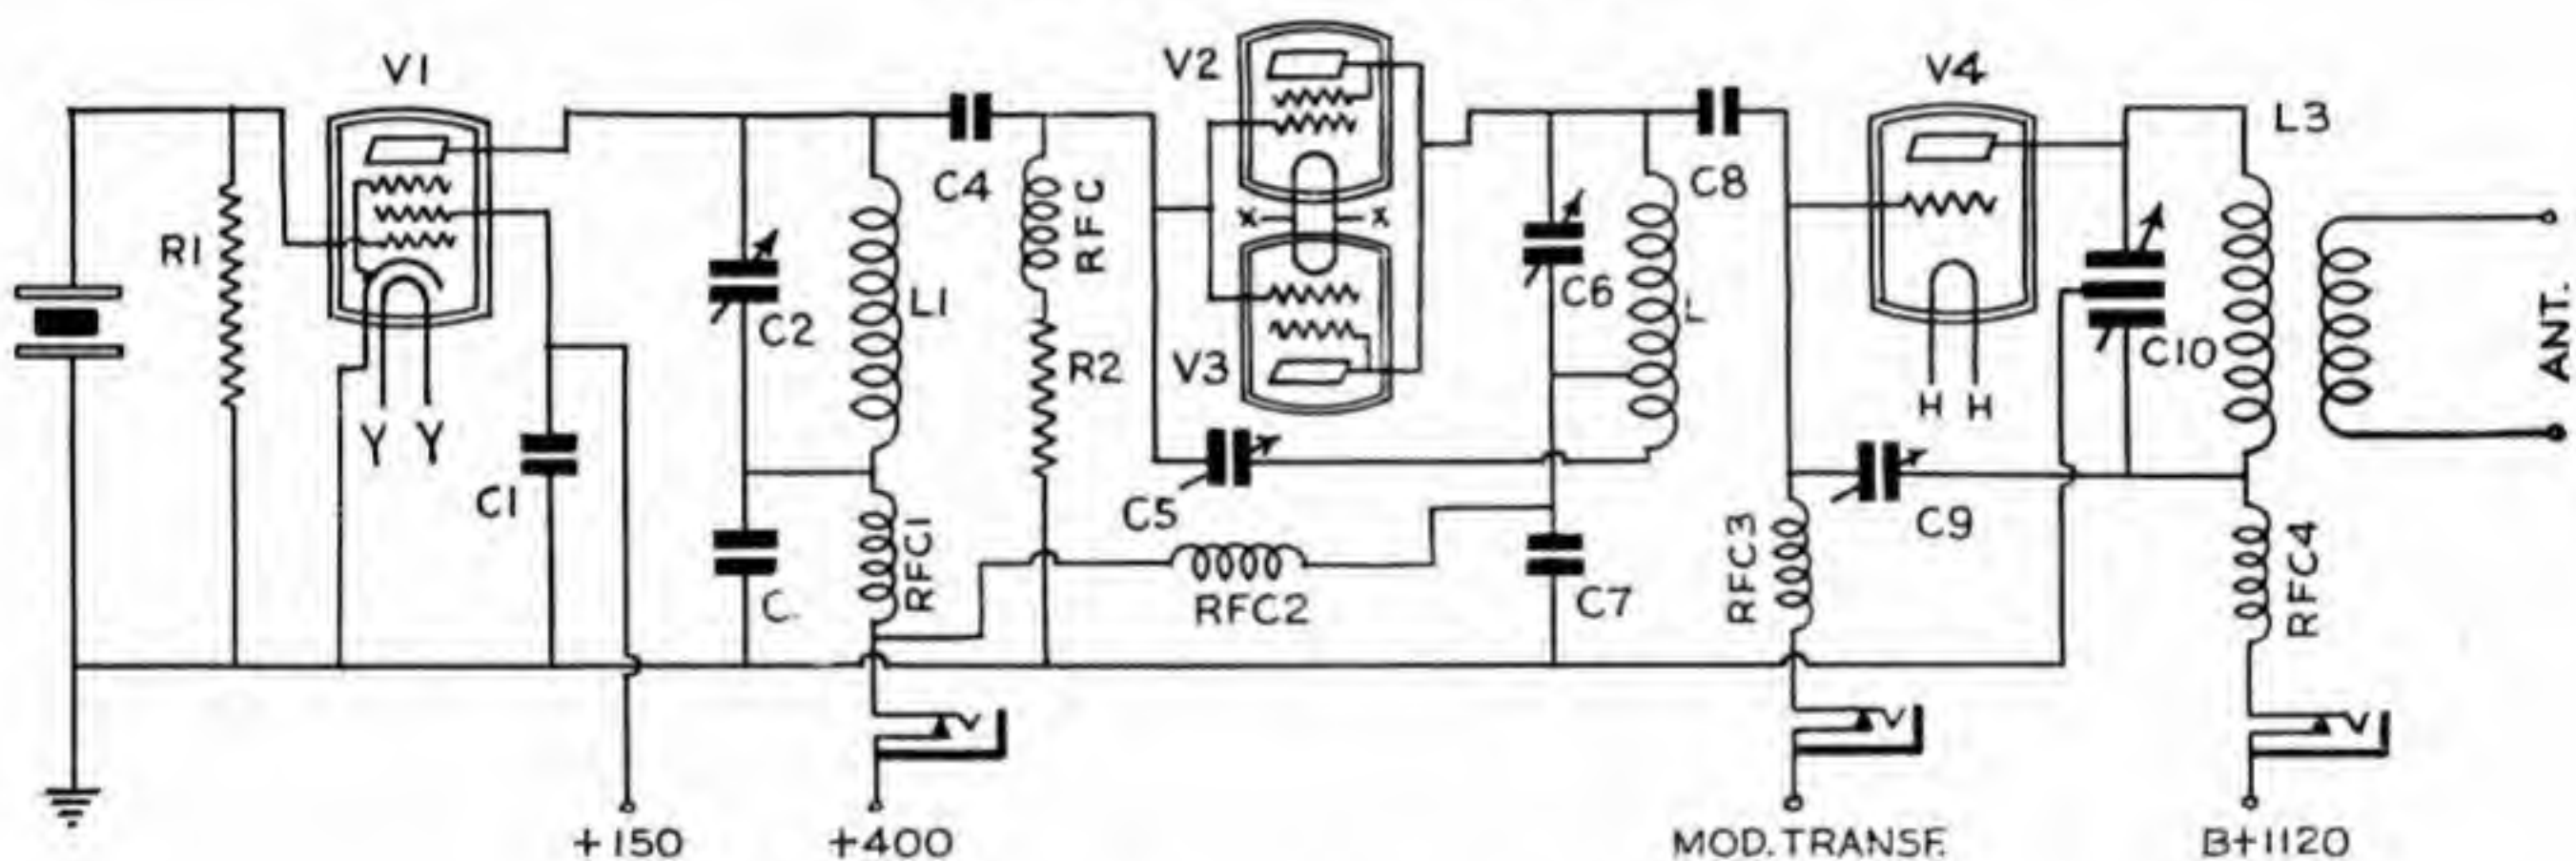 V1
V2
V4
L3
R1
C4
RFC
C8
X
X
C2
L1
R2
V3
C6
L
C10
ANT.
H H
Y Y
C1
C5
C9
C
RFC1
RFC2
C7
RFC3
RFC4
+150
+400
MOD. TRANSF.
B+1120